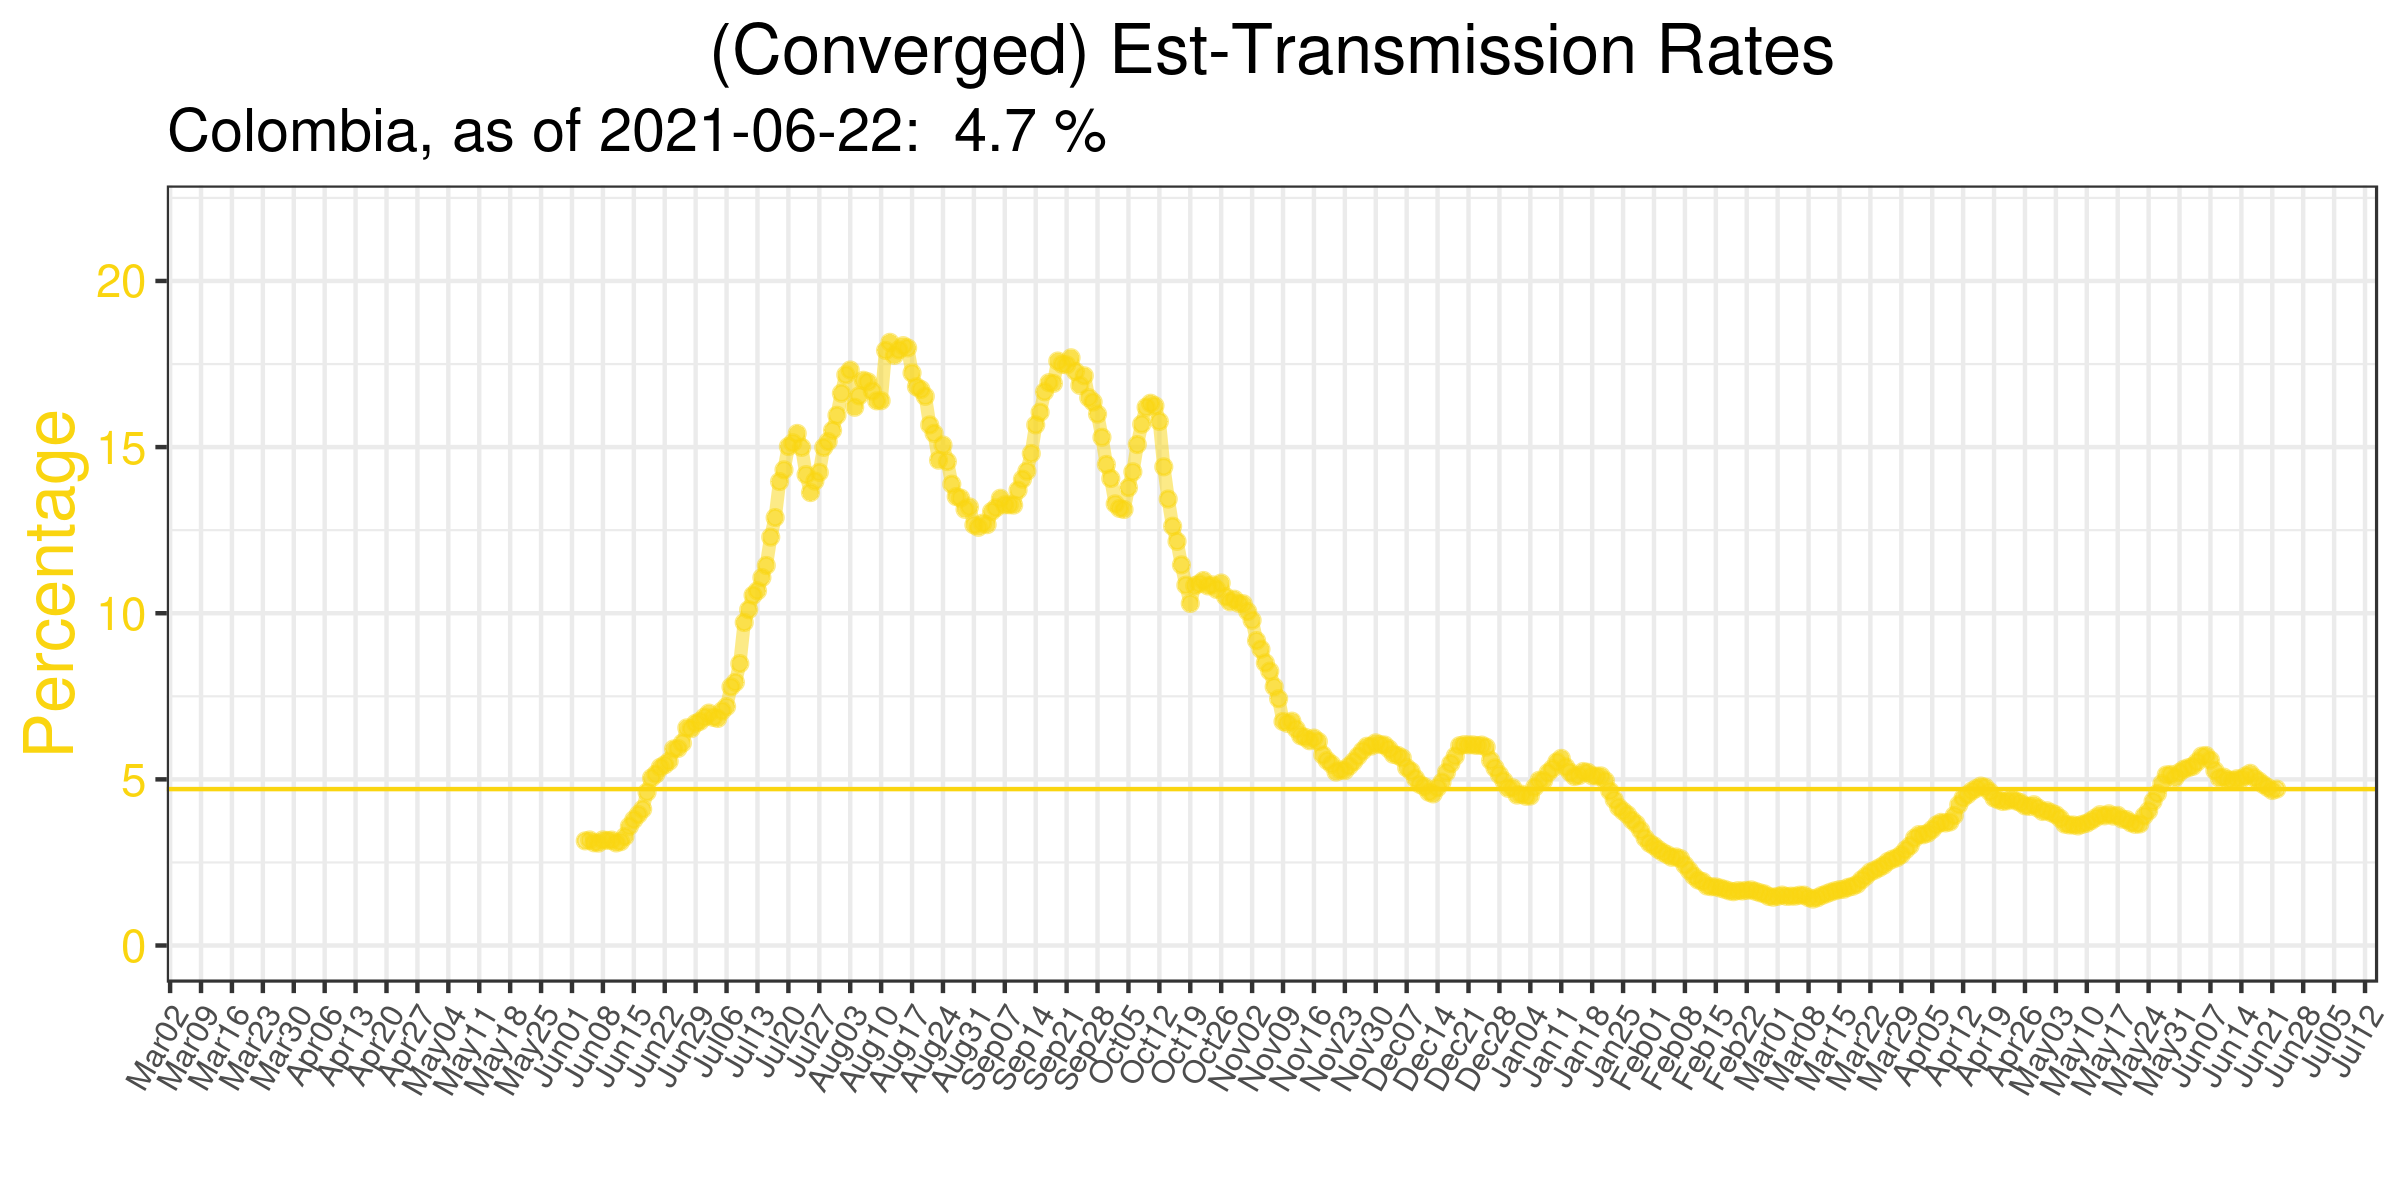 (Converged) Est-Transmission Rates
Colombia, as of 2021-06-22: 4.7 %
Percentage
20
15
10
5
0
Mar02
Mar09
Mar16
Mar23
Mar30
Apr06
Apr13
Apr20
Apr27
May04
May11
May18
May25
Jun01
Jun08
Jun15
Jun22
Jun29
Jul06
Jul13
Jul20
Jul27
Aug03
Aug10
Aug17
Aug24
Aug31
Sep07
Sep14
Sep21
Sep28
Oct05
Oct12
Oct19
Oct26
Nov02
Nov09
Nov16
Nov23
Nov30
Dec07
Dec14
Dec21
Dec28
Jan04
Jan11
Jan18
Jan25
Feb01
Feb08
Feb15
Feb22
Mar01
Mar08
Mar15
Mar22
Mar29
Apr05
Apr12
Apr19
Apr26
May03
May10
May17
May24
May31
Jun07
Jun14
Jun21
Jun28
Jul05
Jul12